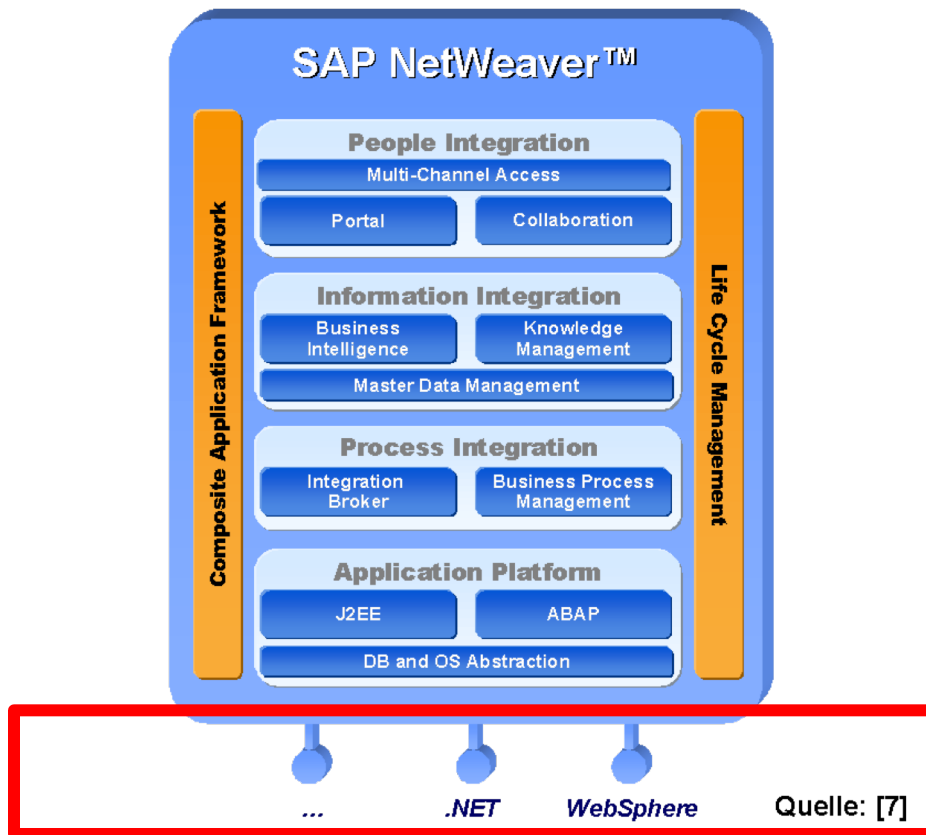 SAP NetWeaver™
Composite Application Framework
People Integration
Multi-Channel Access
Portal
Collaboration
Information Integration
Business
Intelligence
Knowledge
Management
Master Data Management
Process Integration
Integration
Broker
Business Process
Management
Application Platform
J2EE
ABAP
DB and OS Abstraction
Life Cycle Management
...
.NET
WebSphere
Quelle: [7]